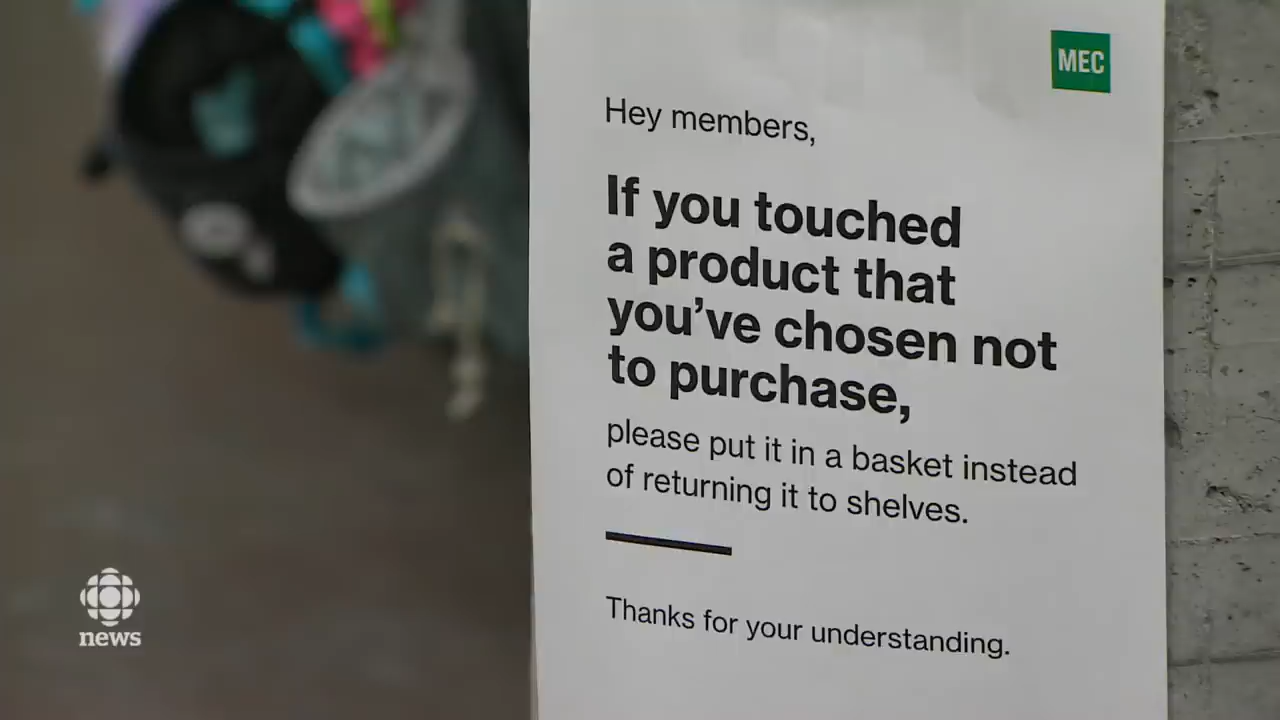 MEC
Hey members,
If you touched
a product that
you've chosen not
to purchase,
please put it in a basket instead
of returning it to shelves.
Thanks for your understanding.
news